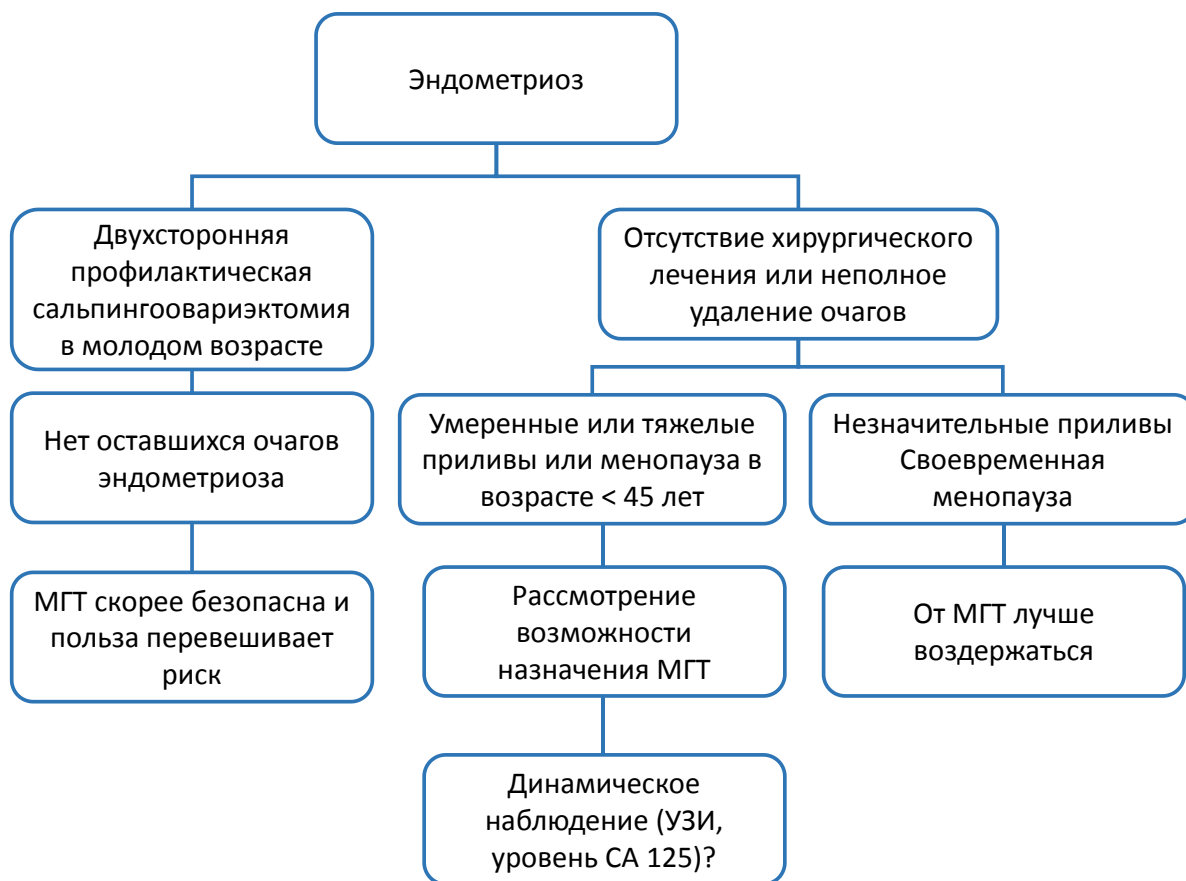 Эндометриоз
Двухсторонняя
профилактическая
сальпингоовариэктомия
в молодом возрасте
Отсутствие хирургического
лечения или неполное
удаление очагов
Нет оставшихся очагов
эндометриоза
Умеренные или тяжелые
приливы или менопауза в
возрасте < 45 лет
Незначительные приливы
Своевременная
менопауза
МГТ скорее безопасна и
польза перевешивает
риск
Рассмотрение
возможности
назначения МГТ
От МГТ лучше
воздержаться
Динамическое
наблюдение (УЗИ,
уровень СА 125)?